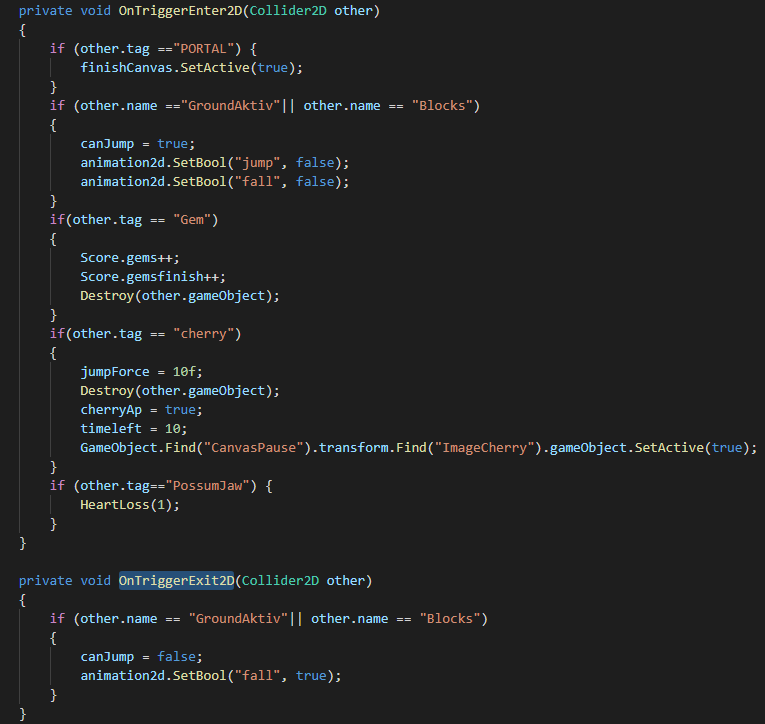 private void OnTriggerEnter2D(Collider2D other)
{
if (other.tag =="PORTAL") {
finishCanvas.SetActive(true);
}
if (other.name =="GroundAktiv"|| other.name == "Blocks")
{
canJump = true;
animation2d.SetBool("jump", false);
animation2d.SetBool("fall", false);
}
if(other.tag == "Gem")
{
Score.gems++;
Score.gemsfinish++;
Destroy(other.gameObject);
}
if(other.tag == "cherry")
{
jumpForce = 10f;
Destroy(other.gameObject);
cherryAp = true;
timeleft = 10;
GameObject.Find("CanvasPause").transform.Find("ImageCherry").gameObject.SetActive(true);
}
if (other.tag=="PossumJaw") {
HeartLoss(1);
}
}
private void OnTriggerExit2D(Collider2D other)
{
if (other.name == "GroundAktiv"|| other.name == "Blocks")
{
canJump = false;
animation2d.SetBool("fall", true);
}
}